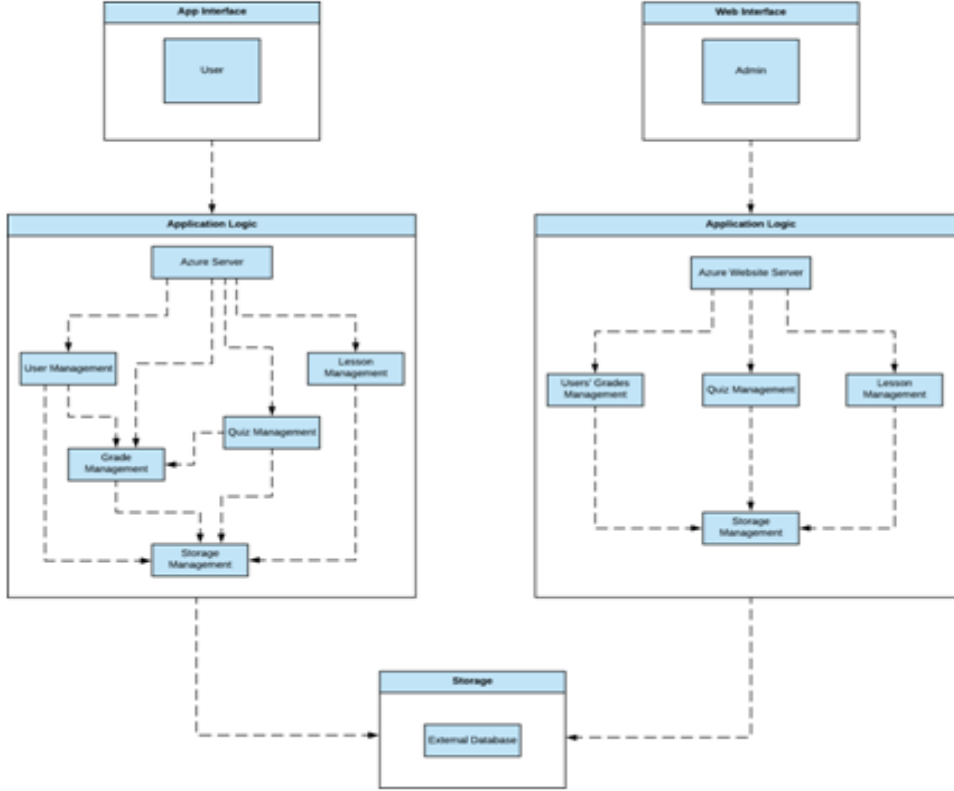 App Interface
Web Interface
User
Admin
Application Logic
Application Logic
Azure Server
Azure Website Server
User Management
Lesson
Management
Users' Grades
Management
Quiz Management
Lesson
Management
Quiz Management
Grade
Management
Storage
Management
Storage
Management
Storage
External Database